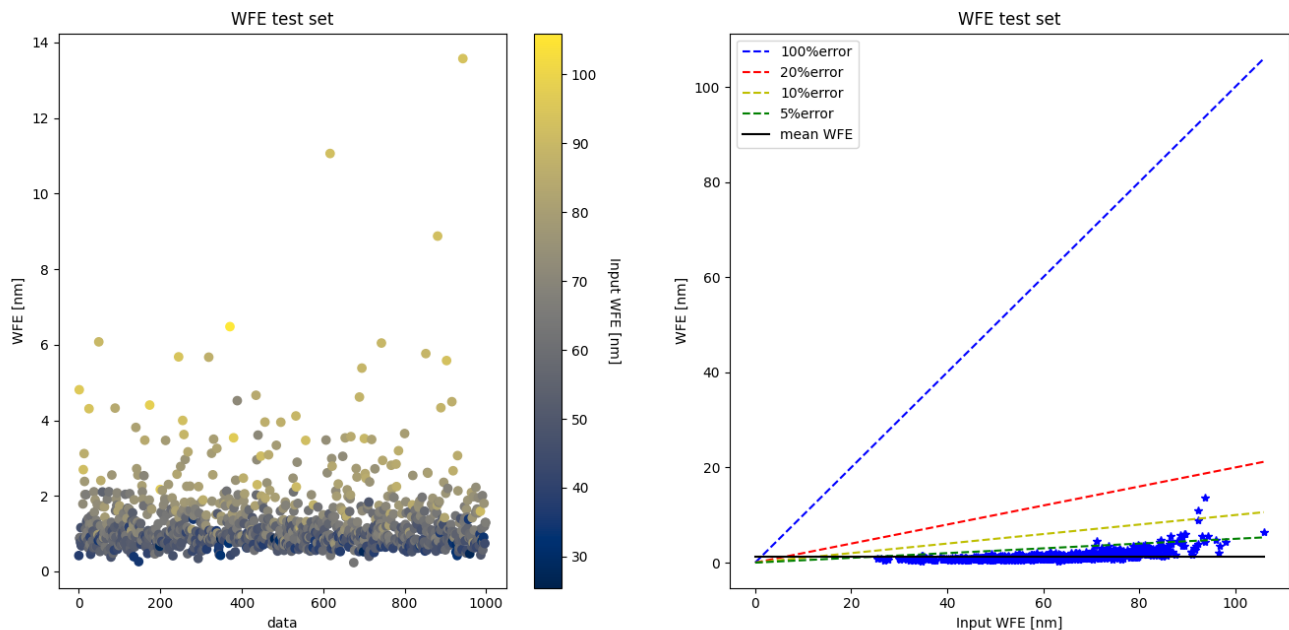 WFE test set
14
12
10
8
6
4
2
0
WFE [nm]
0
200
400
600
800
1000
data
100
90
80
70
60
50
40
30
Input WFE [nm]
WFE test set
100%error
20%error
10%error
5%error
mean WFE
100
80
60
40
20
0
WFE [nm]
0
20
40
60
80
100
Input WFE [nm]